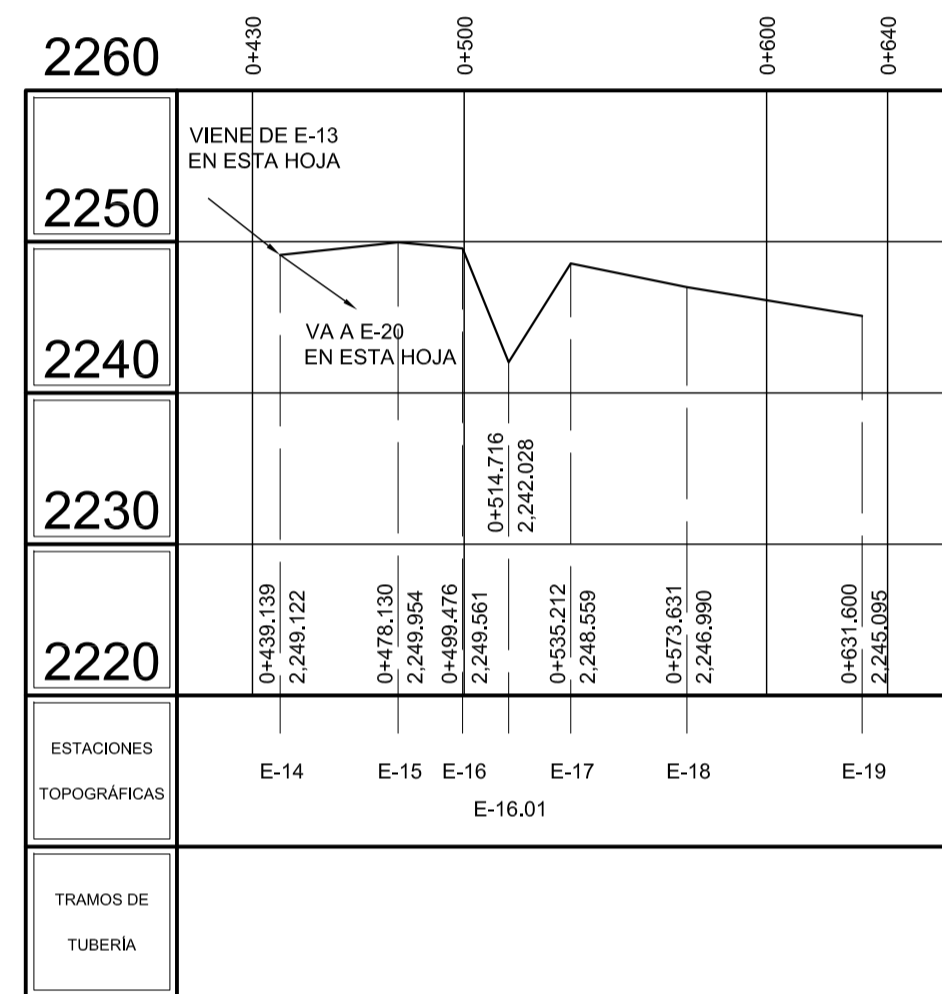 2260
0+430
0+500
0+600
0+640
VIENE DE E-13
EN ESTA HOJA
2250
VA A E-20
EN ESTA HOJA
2240
0+514.716
2,242.028
2230
0+439.139
2,249.122
0+478.130
2,249.954
0+499.476
2,249.561
0+535.212
2,248.559
0+573.631
2,246.990
0+631.600
2,245.095
2220
ESTACIONES
TOPOGRÁFICAS
E-14
E-15
E-16
E-17
E-18
E-19
E-16.01
TRAMOS DE
TUBERÍA